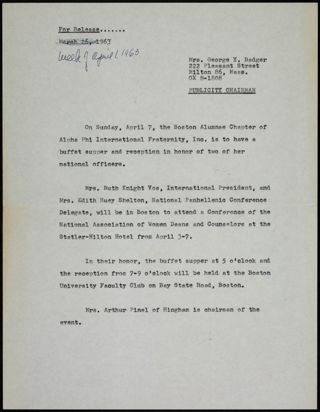 For Release.......
March 26, 1963
Week of April 1, 1963
Mrs. George Y. Badger
222 Pleasant Street
Milton 86, Mass.
OX 8-1808
PUBLICITY CHAIRMAN
On Sunday, April 7, the Boston Alumnae Chapter of
Alpha Phi International Fraternity, Inc. is to have a
buffet supper and reception in honor of two of her
national officers.
Mrs. Ruth Knight Vos, International President, and
Mrs. Edith Huey Shelton, National Panhellenic Conference
Delegate, will be in Boston to attend a Conference of the
National Association of Women Deans and Counselors at the
Statler-Hilton Hotel from April 3-7.
In their honor, the buffet supper at 5 o'clock and
the reception from 7-9 o'clock will be held at the Boston
University Faculty Club on Bay State Road, Boston.
Mrs. Arthur Pinel of Hingham is chairman of the
event.